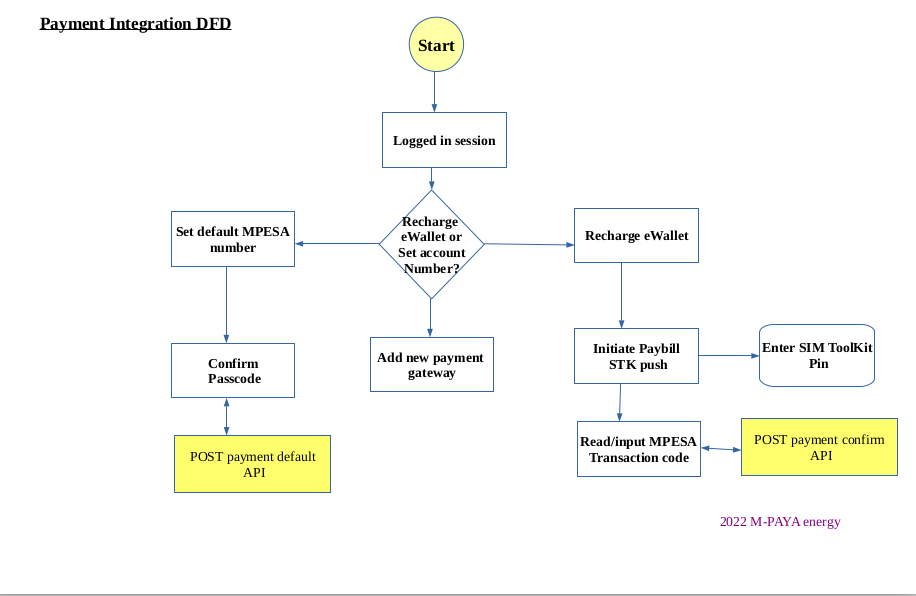 Payment Integration DFD
Start
Logged in session
Recharge
eWallet or
Set account
Number?
Set default MPESA
number
Recharge eWallet
Confirm
Passcode
Add new payment
gateway
Initiate Paybill
STK push
Enter SIM ToolKit
Pin
POST payment default
API
Read/input MPESA
Transaction code
POST payment confirm
API
2022 M-PAYA energy